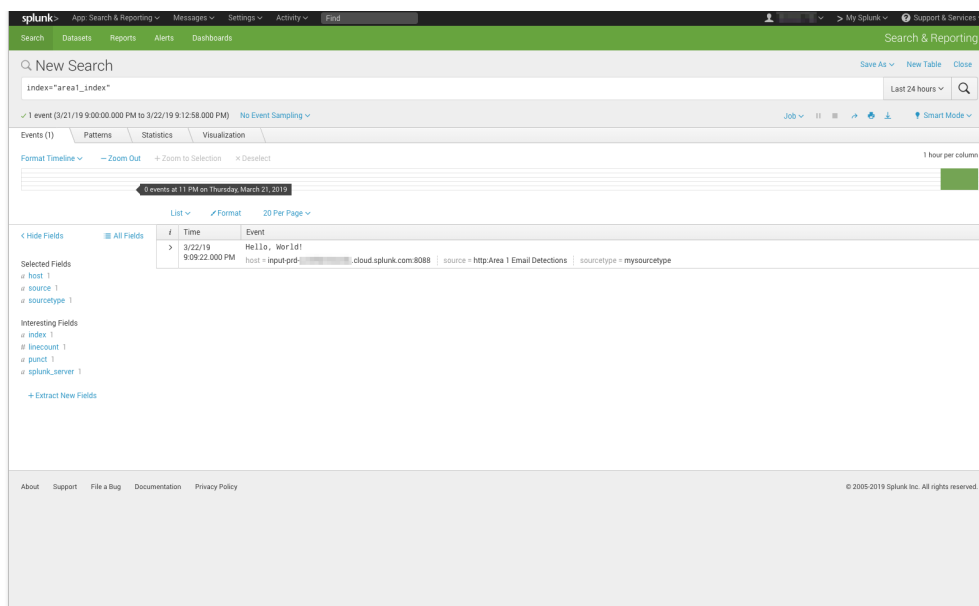 splunk> App: Search & Reporting Messages Settings Activity Find My Splunk Support & Services
Search Datasets Reports Alerts Dashboards Search & Reporting
New Search Save As New Table Close
index="area1_index" Last 24 hours
1 event (3/21/19 9:00:00.000 PM to 3/22/19 9:12:58.000 PM) No Event Sampling Job Smart Mode
Events (1) Patterns Statistics Visualization
Format Timeline – Zoom Out + Zoom to Selection × Deselect 1 hour per column
0 events at 11 PM on Thursday, March 21, 2019
List Format 20 Per Page
< Hide Fields All Fields i Time Event
> 3/22/19 Hello, World!
9:09:22.000 PM host = input-prd- .cloud.splunk.com:8088 source = http:Area 1 Email Detections sourcetype = mysourcetype
Selected Fields
a host 1
a source 1
a sourcetype 1
Interesting Fields
a index 1
# linecount 1
a punct 1
a splunk_server 1
+ Extract New Fields
About Support File a Bug Documentation Privacy Policy © 2005-2019 Splunk Inc. All rights reserved.